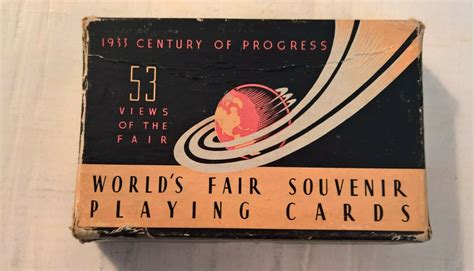 1933 CENTURY OF PROGRESS
53
VIEWS
OF THE
FAIR
WORLD'S FAIR SOUVENIR
PLAYING CARDS